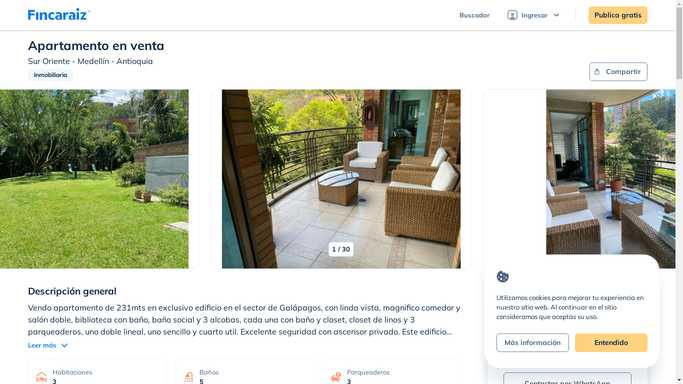 Fincaraiz
Buscador
Ingresar
Publica gratis
Apartamento en venta
Sur Oriente - Medellín - Antioquia
Inmobiliaria
Compartir
1 / 30
Descripción general
Vendo apartamento de 231mts en exclusivo edificio en el sector de Galápagos, con linda vista, magnifico comedor y
salón doble, biblioteca con baño, baño social y 3 alcobas, cada una con baño y closet, closet de linos y 3
parqueaderos, uno doble lineal, uno sencillo y cuarto util. Excelente seguridad con ascensor privado. Este edificio...
Leer más
Habitaciones
3
Baños
5
Parqueaderos
3
Utilizamos cookies para mejorar tu experiencia en
nuestro sitio web. Al continuar en el sitio
consideramos que aceptas su uso.
Más información
Entendido
Contactar por WhatsApp